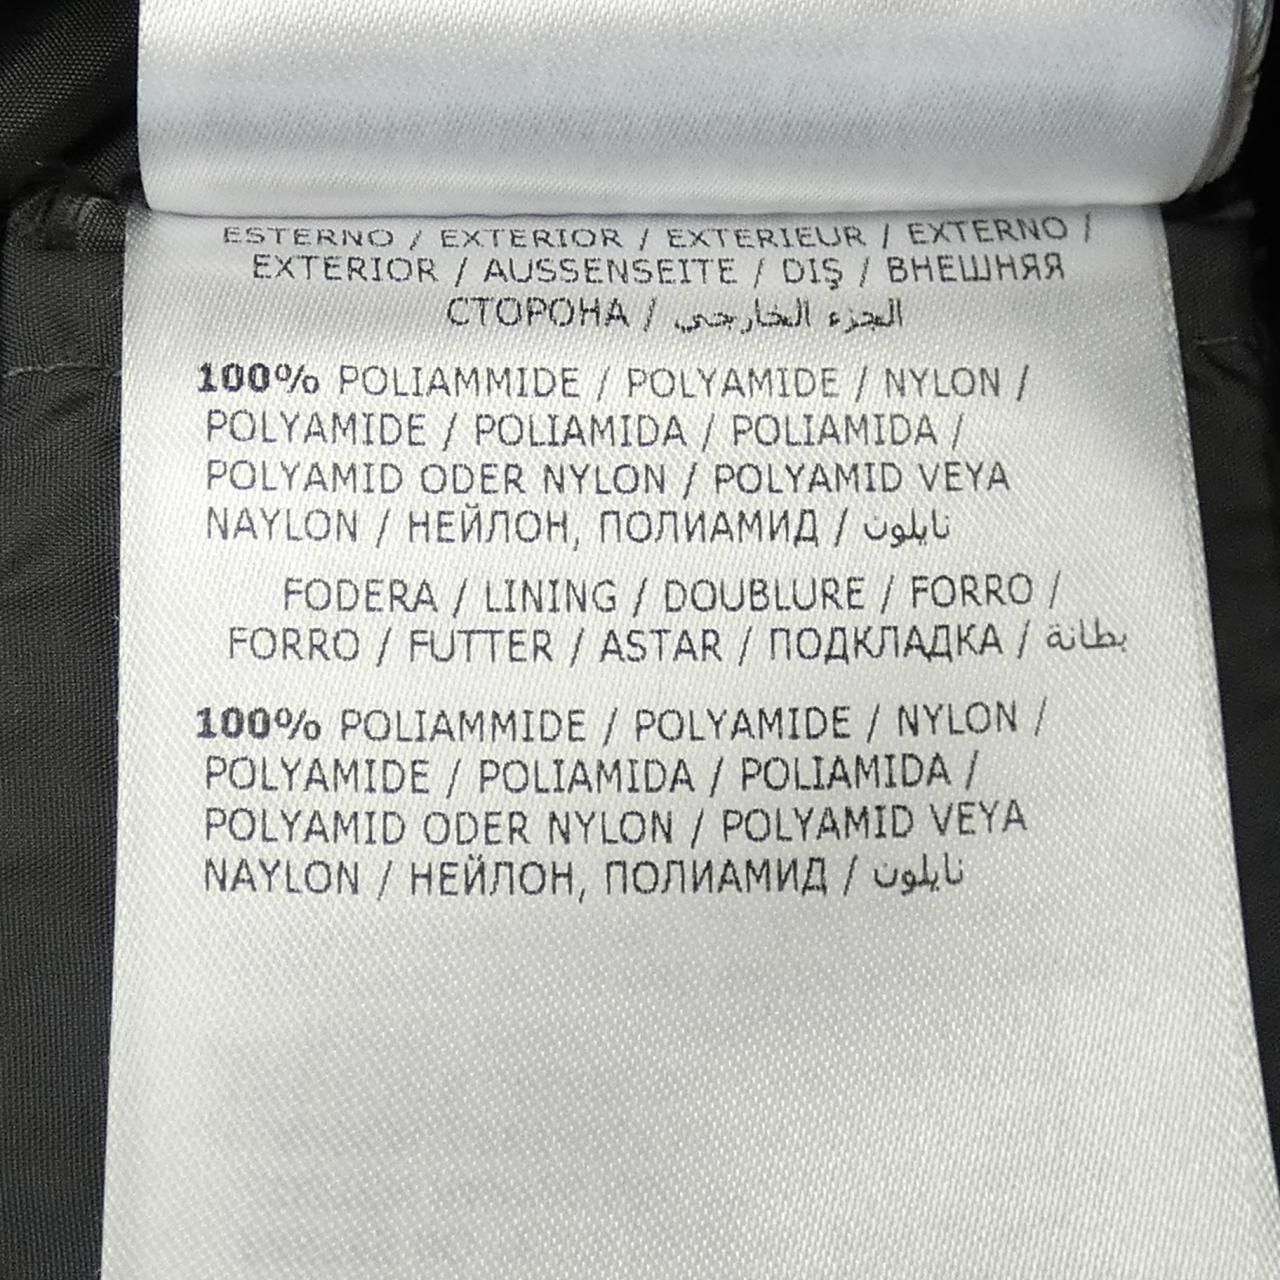 ESTERNO / EXTERIOR / EXTERIEUR / EXTERNO /
EXTERIOR / AUSSENSEITE / DIŞ / ВНЕШНЯЯ
СТОРОНА / الجزء الخارجي
100% POLIAMMIDE / POLYAMIDE / NYLON /
POLYAMIDE / POLIAMIDA / POLIAMIDA /
POLYAMID ODER NYLON / POLYAMID VEYA
NAYLON / НЕЙЛОН, ПОЛИАМИД / نايلون
FODERA / LINING / DOUBLURE / FORRO /
FORRO / FUTTER / ASTAR / ПОДКЛАДКА / بطانة
100% POLIAMMIDE / POLYAMIDE / NYLON /
POLYAMIDE / POLIAMIDA / POLIAMIDA /
POLYAMID ODER NYLON / POLYAMID VEYA
NAYLON / НЕЙЛОН, ПОЛИАМИД / نايلون